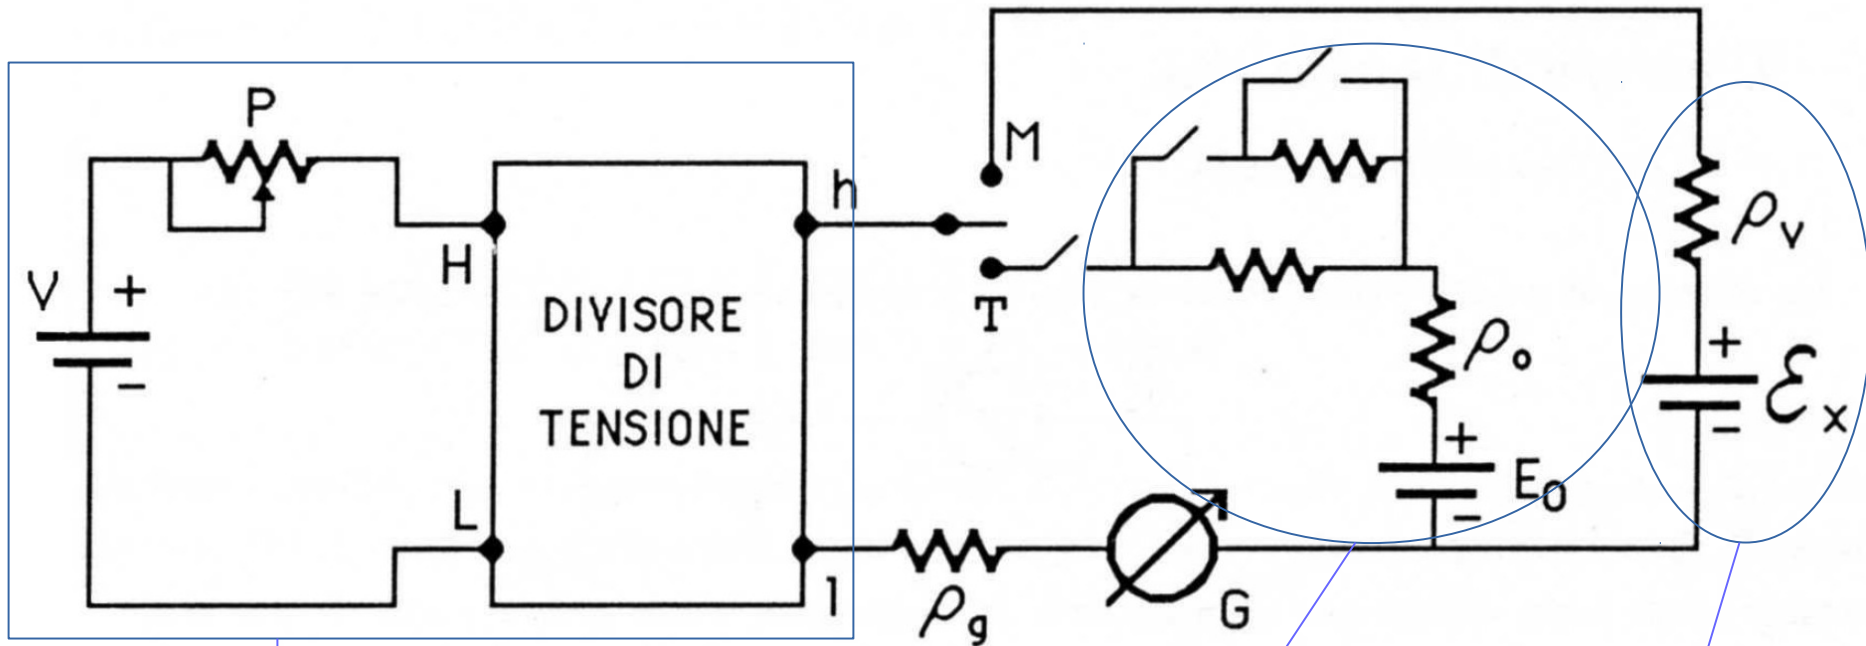 P
V
+
-
H
L
DIVISORE
DI
TENSIONE
h
l
M
T
ρg
G
ρo
+
-
E0
ρv
+
-
Ɛx